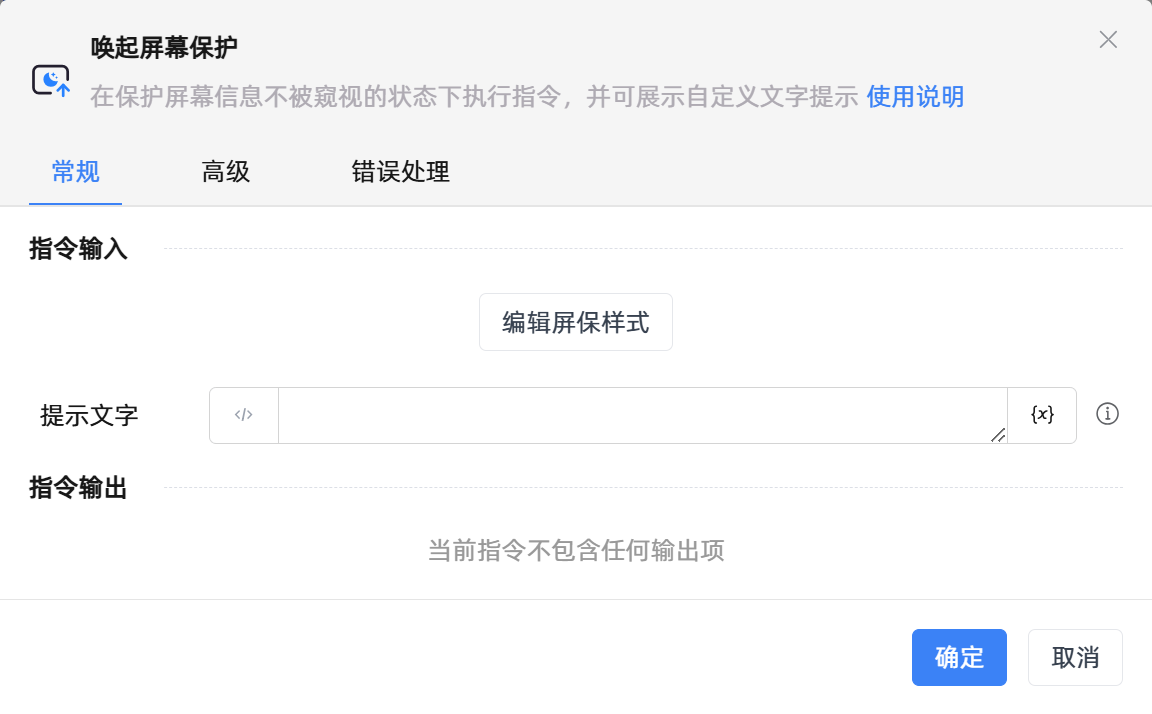 唤起屏幕保护
在保护屏幕信息不被窥视的状态下执行指令，并可展示自定义文字提示 使用说明
常规 高级 错误处理
指令输入
编辑屏保样式
提示文字 </> {x}
指令输出
当前指令不包含任何输出项
确定 取消